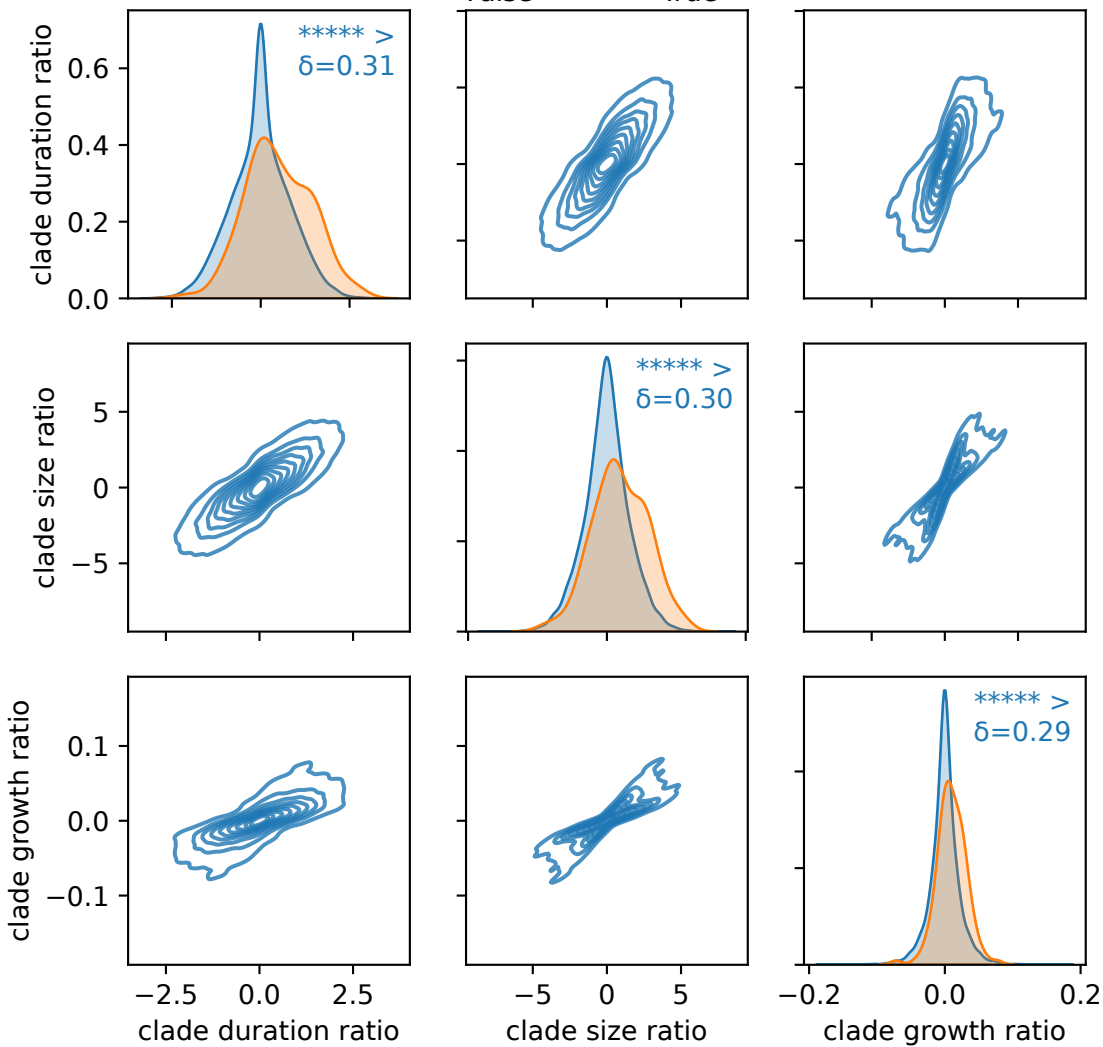 ***** >
δ=0.31
clade duration ratio
0.6
0.4
0.2
0.0
***** >
δ=0.30
clade size ratio
5
0
−5
***** >
δ=0.29
clade growth ratio
0.1
0.0
−0.1
−2.5 0.0 2.5
−5 0 5
−0.2 0.0 0.2
clade duration ratio
clade size ratio
clade growth ratio